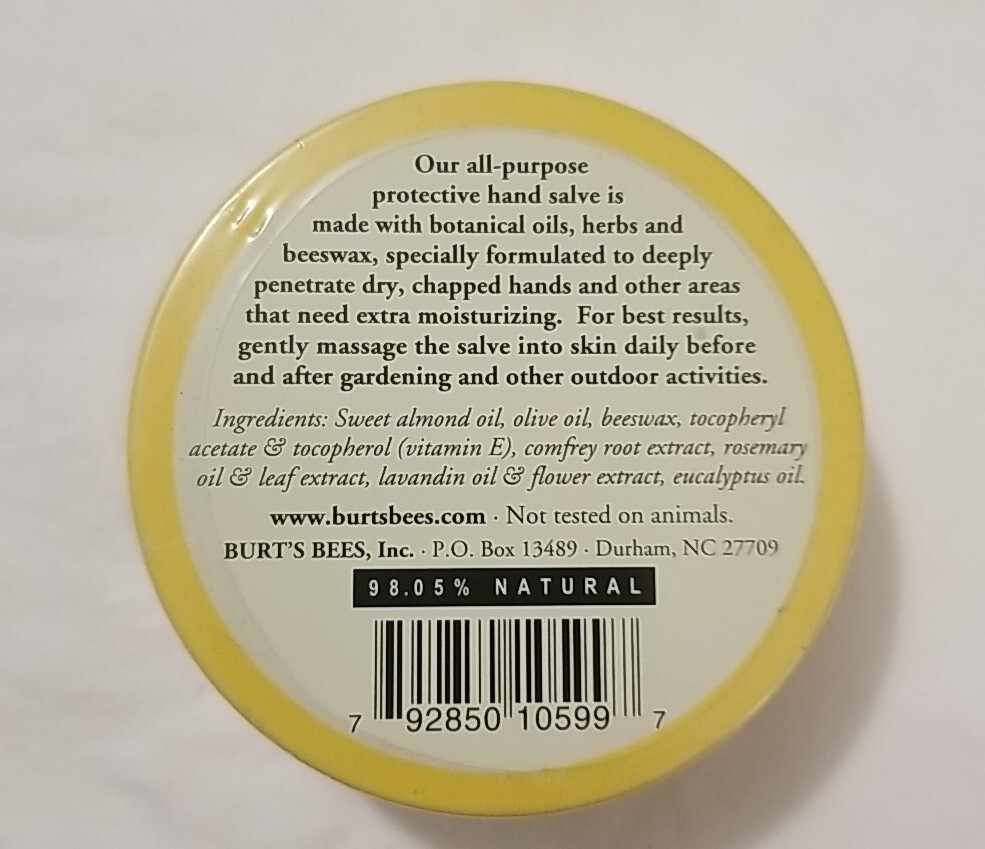 Our all-purpose
protective hand salve is
made with botanical oils, herbs and
beeswax, specially formulated to deeply
penetrate dry, chapped hands and other areas
that need extra moisturizing. For best results,
gently massage the salve into skin daily before
and after gardening and other outdoor activities.
Ingredients: Sweet almond oil, olive oil, beeswax, tocopheryl
acetate & tocopherol (vitamin E), comfrey root extract, rosemary
oil & leaf extract, lavandin oil & flower extract, eucalyptus oil.
www.burtsbees.com · Not tested on animals.
BURT'S BEES, Inc. · P.O. Box 13489 · Durham, NC 27709
98.05% NATURAL
7 92850 10599 7